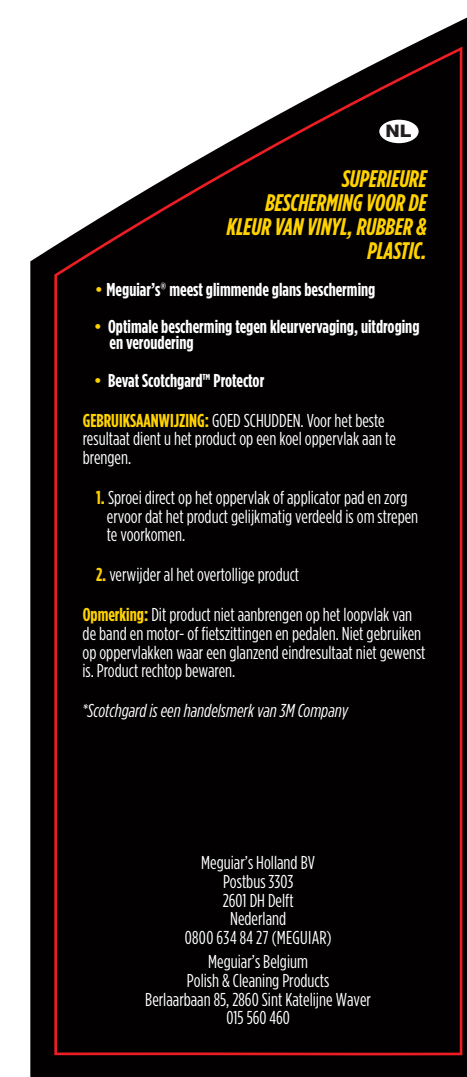 NL
SUPERIEURE
BESCHERMING VOOR DE
KLEUR VAN VINYL, RUBBER &
PLASTIC.
• Meguiar's® meest glimmende glans bescherming
• Optimale bescherming tegen kleurvervaging, uitdroging
en veroudering
• Bevat Scotchgard™ Protector
GEBRUIKSAANWIJZING: GOED SCHUDDEN. Voor het beste
resultaat dient u het product op een koel oppervlak aan te
brengen.
1. Sproei direct op het oppervlak of applicator pad en zorg
ervoor dat het product gelijkmatig verdeeld is om strepen
te voorkomen.
2. verwijder al het overtollige product
Opmerking: Dit product niet aanbrengen op het loopvlak van
de band en motor- of fietszittingen en pedalen. Niet gebruiken
op oppervlakken waar een glanzend eindresultaat niet gewenst
is. Product rechtop bewaren.
*Scotchgard is een handelsmerk van 3M Company
Meguiar's Holland BV
Postbus 3303
2601 DH Delft
Nederland
0800 634 84 27 (MEGUIAR)
Meguiar's Belgium
Polish & Cleaning Products
Berlaarbaan 85, 2860 Sint Katelijne Waver
015 560 460